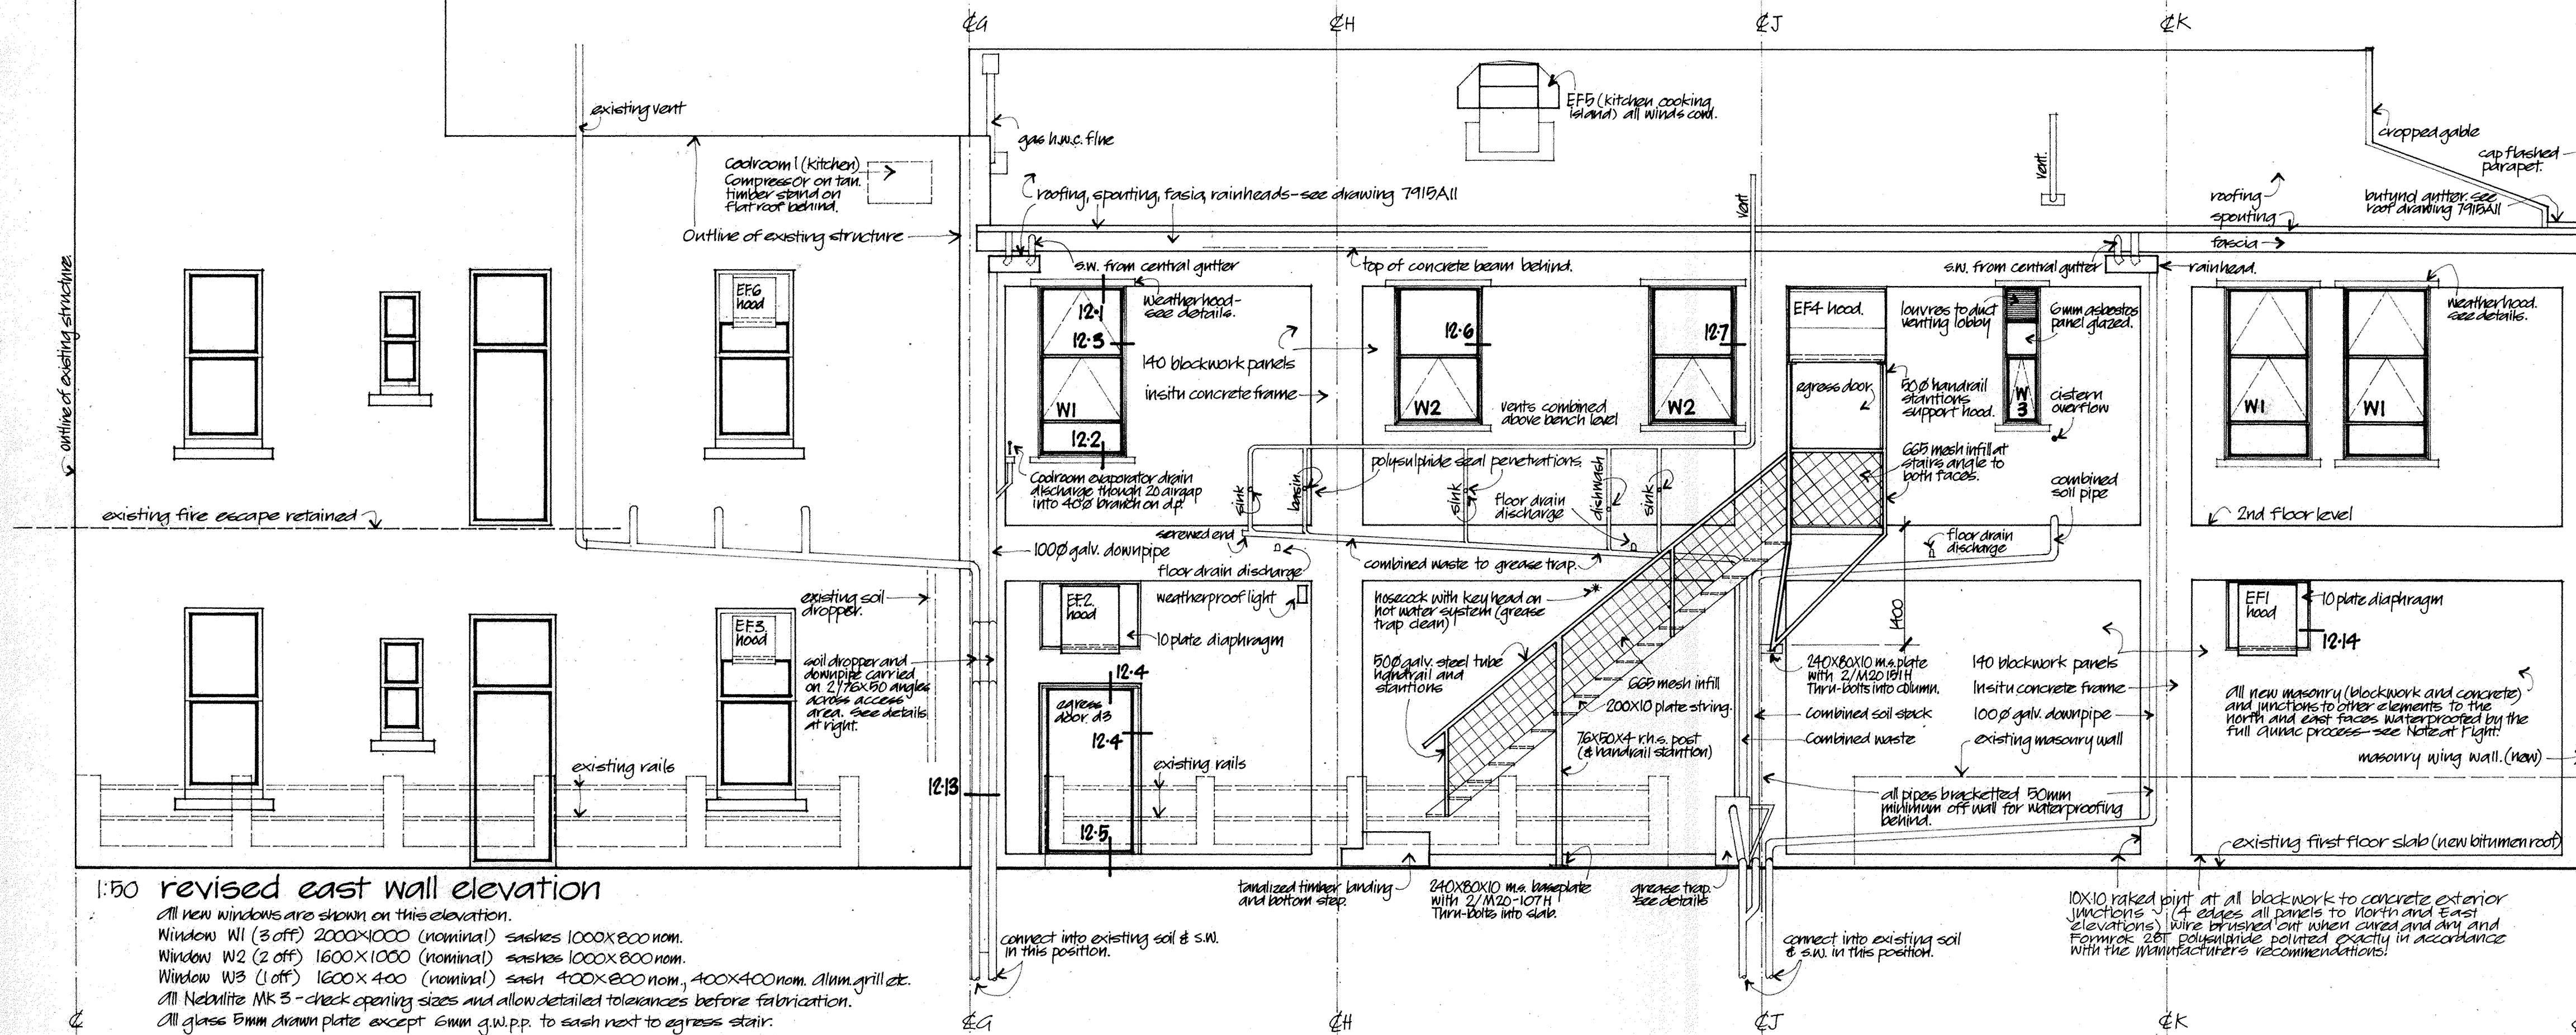 ℄G
℄H
℄J
℄K
existing vent
gas h.w.c. flue
EF5 (kitchen cooking
island) all winds cowl.
vent.
cropped gable
cap flashed
parapet.
Coolroom 1 (kitchen)
Compressor on tan.
timber stand on
flat roof behind.
roofing, spouting, fasia, rainheads - see drawing 7915A11
vent
roofing
spouting
butynol gutter. see
roof drawing 7915A11
Outline of existing structure
fascia
s.w. from central gutter
top of concrete beam behind.
s.w. from central gutter
rainhead.
outline of existing structure.
EF.6
hood
12·1
12·3
W1
12·2
weatherhood-
see details.
140 blockwork panels
insitu concrete frame
12·6
W2
vents combined
above bench level
12·7
W2
EF4 hood.
egress door
louvres to duct
venting lobby
6mm asbestos
panel glazed.
50ø handrail
stantions
support hood.
W
3
cistern
overflow
W1
W1
weatherhood.
see details.
665 mesh infill at
stairs angle to
both faces.
combined
soil pipe
Coolroom evaporator drain
discharge though 20 airgap
into 40ø branch on d.p.
polysulphide seal penetrations.
sink
basin
sink
floor drain
discharge
dishwash
sink
existing fire escape retained
screwed end
2nd floor level
100ø galv. downpipe
floor drain discharge
combined waste to grease trap.
floor drain
discharge
existing soil
dropper.
EF.2.
hood
weatherproof light
10 plate diaphragm
hosecock with key head on
hot water system (grease
trap clean)
1400
EF1
hood
10 plate diaphragm
12·14
EF.3.
hood
soil dropper and
downpipe carried
on 2/76x50 angles
across access
area. See details
at right.
12·4
egress
door. d3
12·4
50ø galv. steel tube
handrail and
stantions
665 mesh infill
200x10 plate string.
76x50x4 r.h.s. post
(& handrail stantion)
240x80x10 m.s. plate
with 2/M20 151H
Thru-bolts into column.
Combined soil stack
Combined waste
140 blockwork panels
Insitu concrete frame
100ø galv. downpipe
existing masonry wall
all new masonry (blockwork and concrete)
and junctions to other elements to the
north and east faces waterproofed by the
full Aunac process - see Note at right.
masonry wing wall. (new)
existing rails
existing rails
12·13
12·5
all pipes bracketted 50mm
minimum off wall for waterproofing
behind.
existing first floor slab (new bitumen roof)
1:50 revised east wall elevation
All new windows are shown on this elevation.
Window W1 (3 off) 2000x1000 (nominal) sashes 1000x800 nom.
Window W2 (2 off) 1600x1000 (nominal) sashes 1000x800 nom.
Window W3 (1 off) 1600x400 (nominal) sash 400x800 nom., 400x400 nom. Alum. grill etc.
All Nebulite MK 3 - check opening sizes and allow detailed tolerances before fabrication.
All glass 5mm drawn plate except 6mm g.w.p.p. to sash next to egress stair.
tanalized timber landing
and bottom step.
240x80x10 m.s. baseplate
with 2/M20-107H
Thru-bolts into slab.
grease trap.
see details
connect into existing soil & s.w.
in this position.
connect into existing soil
& s.w. in this position.
10x10 raked joint at all blockwork to concrete exterior
junctions (4 edges all panels to North and East
elevations) wire brushed out when cured and dry and
Formrok 28T polysulphide pointed exactly in accordance
with the manufacturers recommendations!
℄
℄G
℄H
℄J
℄K